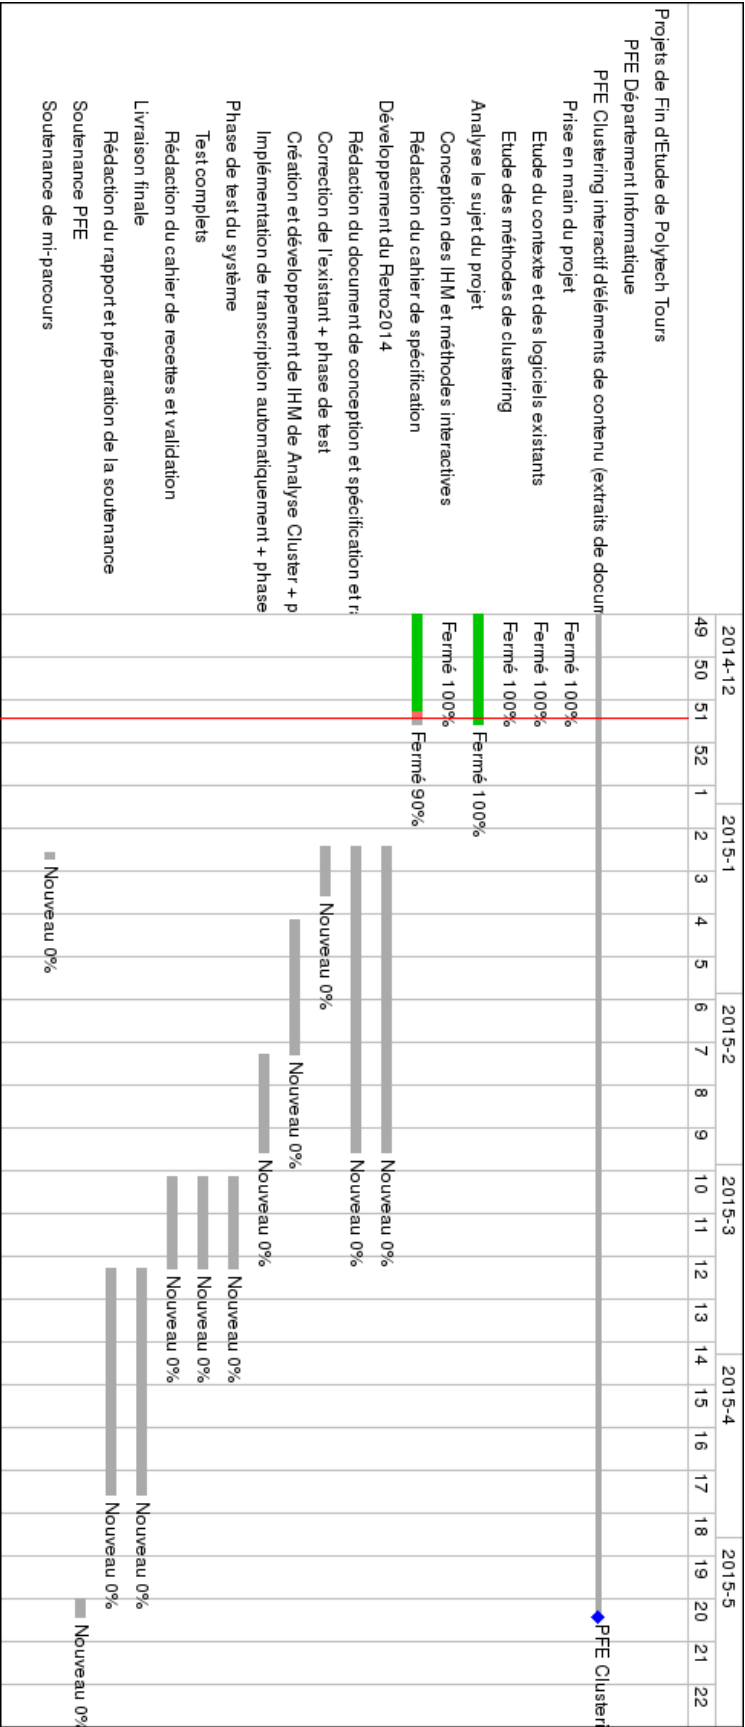 2014-12 2015-1 2015-2 2015-3 2015-4 2015-5
49 50 51 52 1 2 3 4 5 6 7 8 9 10 11 12 13 14 15 16 17 18 19 20 21 22
Projets de Fin d'Etude de Polytech Tours
PFE Département Informatique
PFE Clustering interactif d'éléments de contenu (extraits de docum PFE Clusteri
Prise en main du projet Fermé 100%
Etude du contexte et des logiciels existants Fermé 100%
Etude des méthodes de clustering Fermé 100%
Analyse le sujet du projet Fermé 100%
Conception des IHM et méthodes interactives Fermé 100%
Rédaction du cahier de spécification Fermé 90%
Développement du Retro2014 Nouveau 0%
Rédaction du document de conception et spécification et ra Nouveau 0%
Correction de l'existant + phase de test Nouveau 0%
Création et développement de IHM de Analyse Cluster + p Nouveau 0%
Implémentation de transcription automatiquement + phase Nouveau 0%
Phase de test du système Nouveau 0%
Test complets Nouveau 0%
Rédaction du cahier de recettes et validation Nouveau 0%
Livraison finale Nouveau 0%
Rédaction du rapport et préparation de la soutenance Nouveau 0%
Soutenance PFE Nouveau 0%
Soutenance de mi-parcours Nouveau 0%